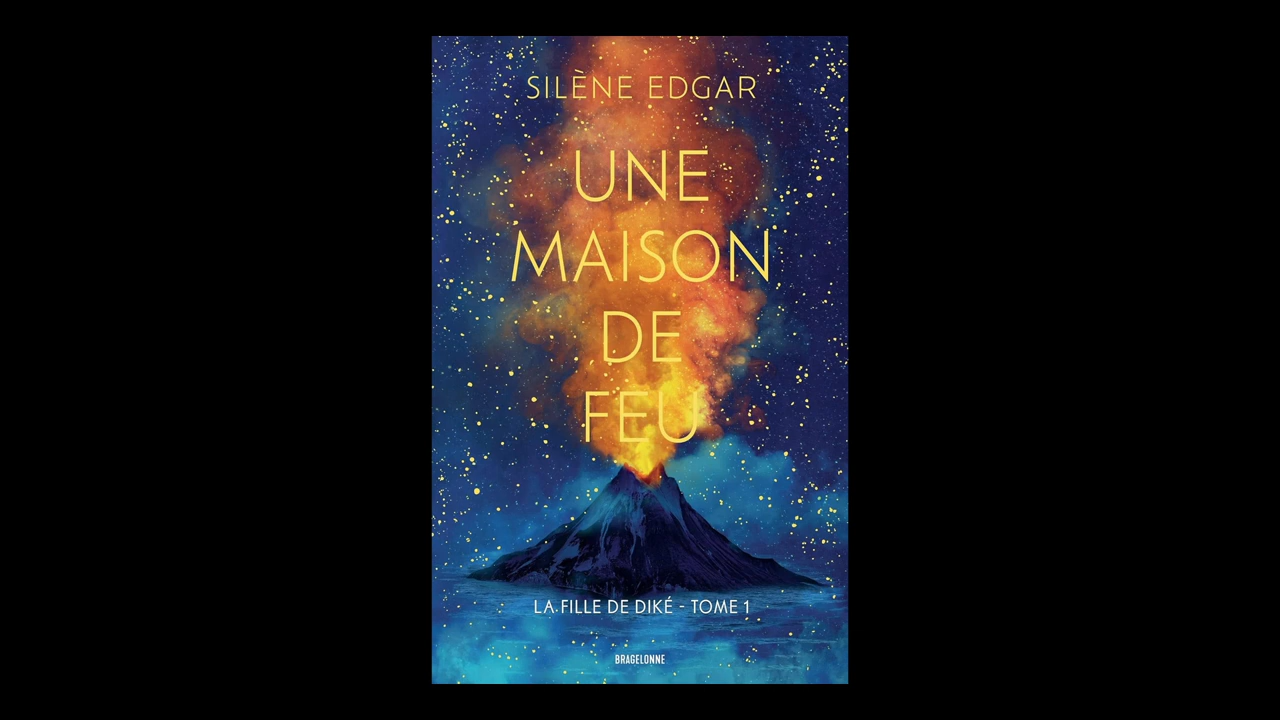 SILÈNE EDGAR
UNE
MAISON
DE
FEU
LA FILLE DE DIKÉ - TOME 1
BRAGELONNE